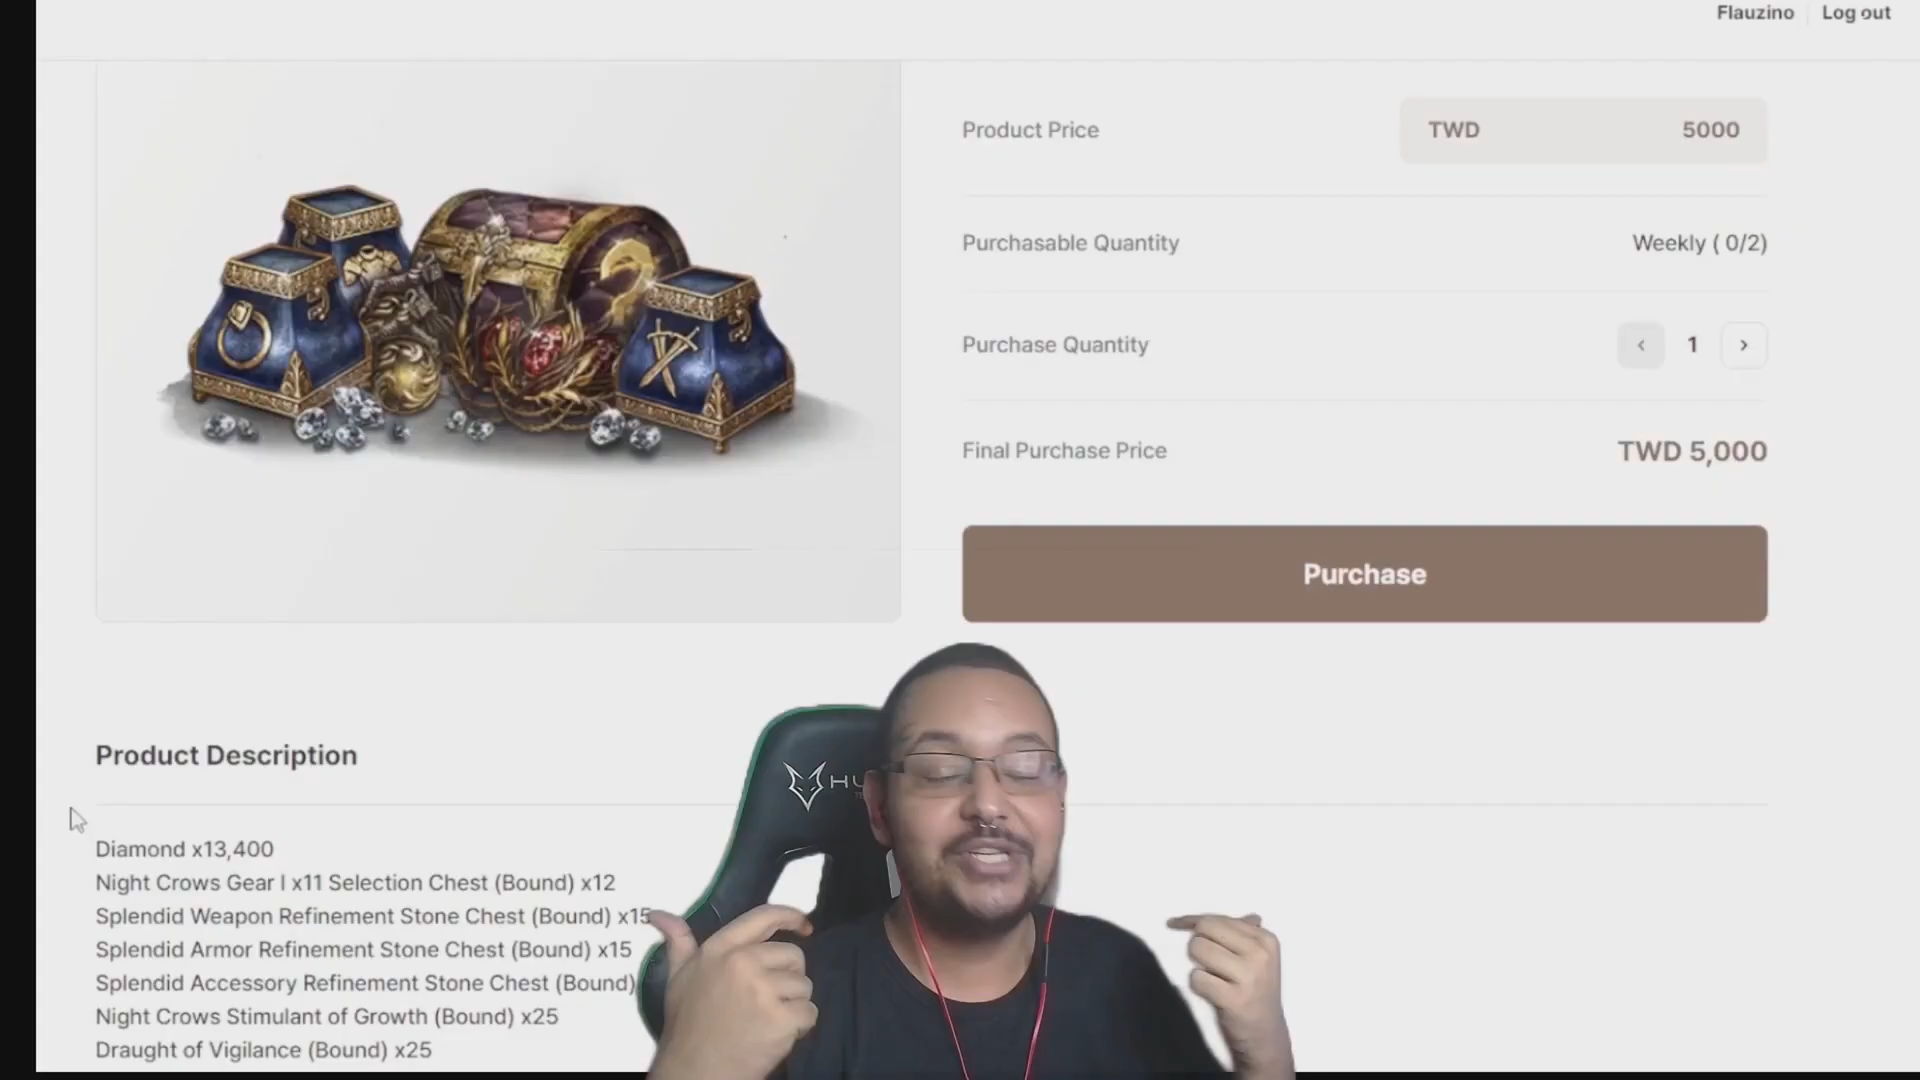 Flauzino
Log out
Product Price
TWD 5000
Purchasable Quantity
Weekly ( 0/2)
Purchase Quantity
‹ 1 ›
Final Purchase Price
TWD 5,000
Purchase
Product Description
Diamond x13,400
Night Crows Gear I x11 Selection Chest (Bound) x12
Splendid Weapon Refinement Stone Chest (Bound) x15
Splendid Armor Refinement Stone Chest (Bound) x15
Splendid Accessory Refinement Stone Chest (Bound)
Night Crows Stimulant of Growth (Bound) x25
Draught of Vigilance (Bound) x25